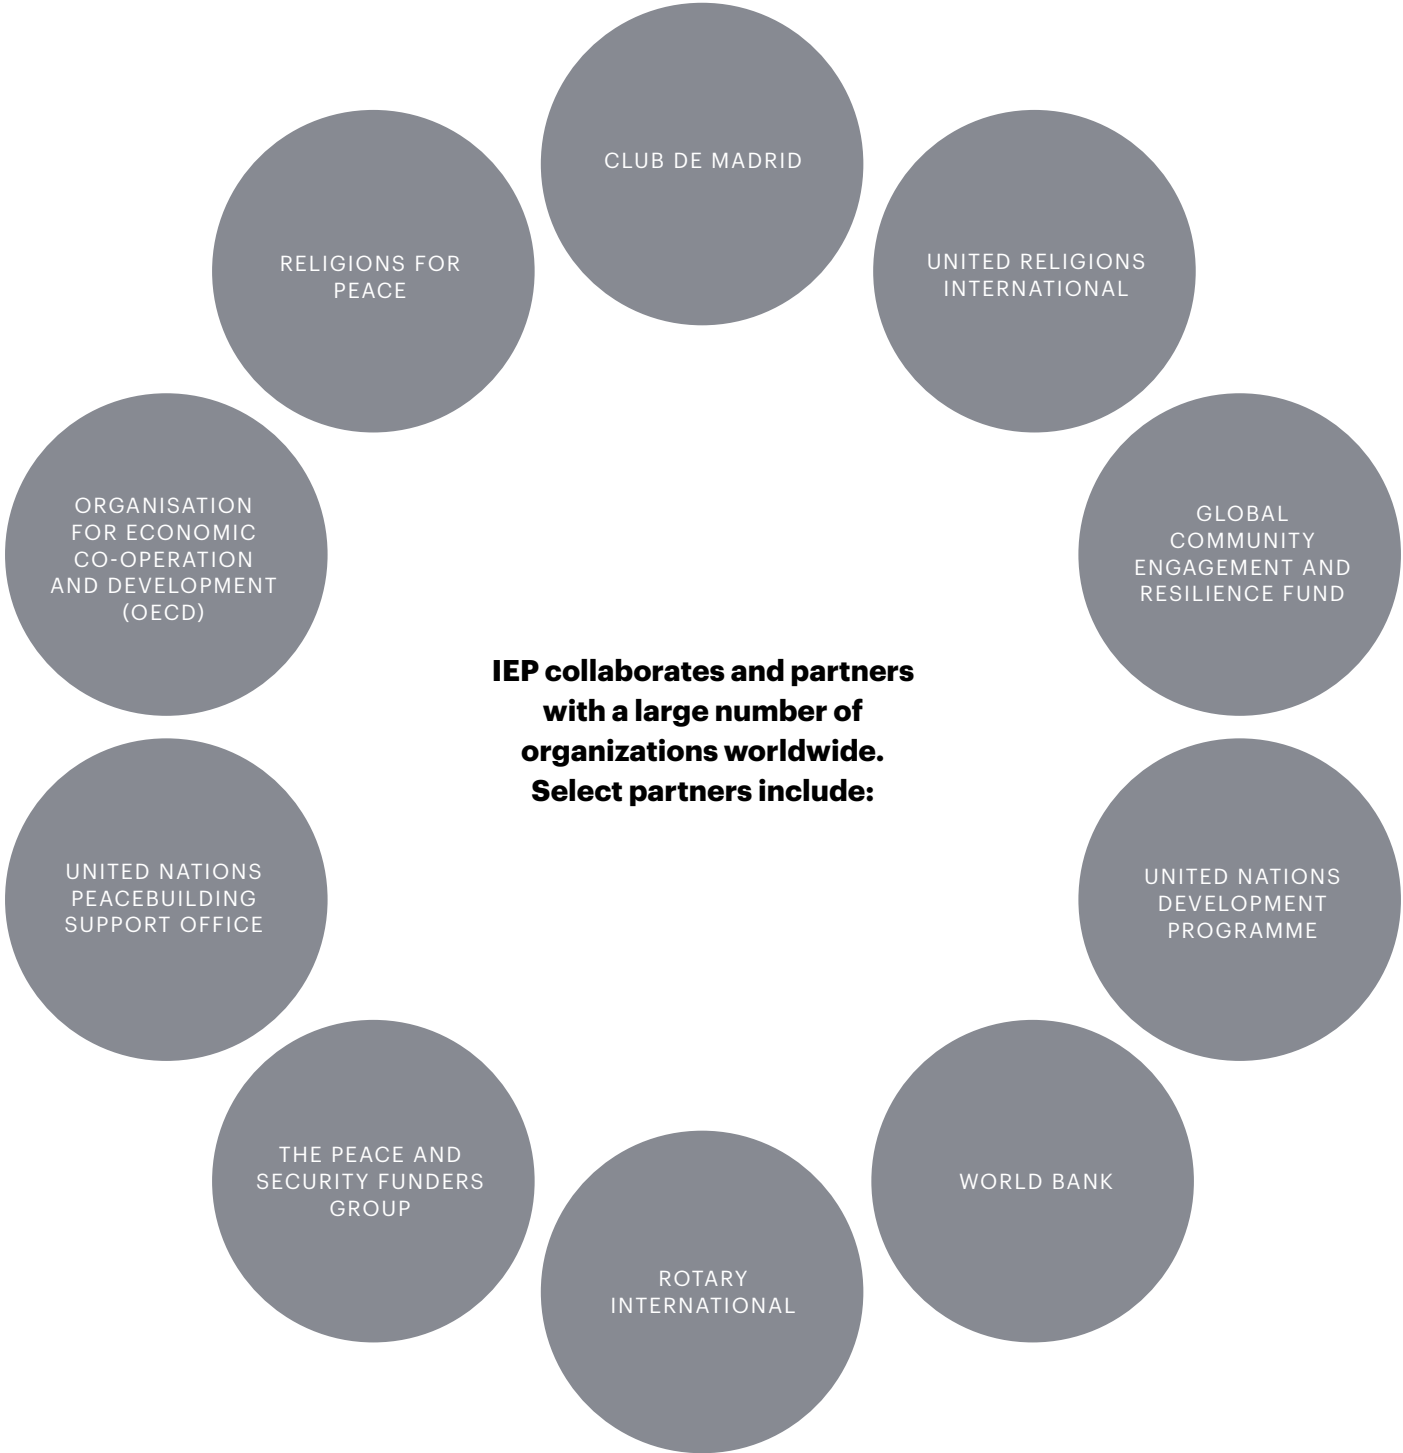 CLUB DE MADRID
RELIGIONS FOR
PEACE
UNITED RELIGIONS
INTERNATIONAL
ORGANISATION
FOR ECONOMIC
CO-OPERATION
AND DEVELOPMENT
(OECD)
GLOBAL
COMMUNITY
ENGAGEMENT AND
RESILIENCE FUND
IEP collaborates and partners
with a large number of
organizations worldwide.
Select partners include:
UNITED NATIONS
PEACEBUILDING
SUPPORT OFFICE
UNITED NATIONS
DEVELOPMENT
PROGRAMME
THE PEACE AND
SECURITY FUNDERS
GROUP
WORLD BANK
ROTARY
INTERNATIONAL